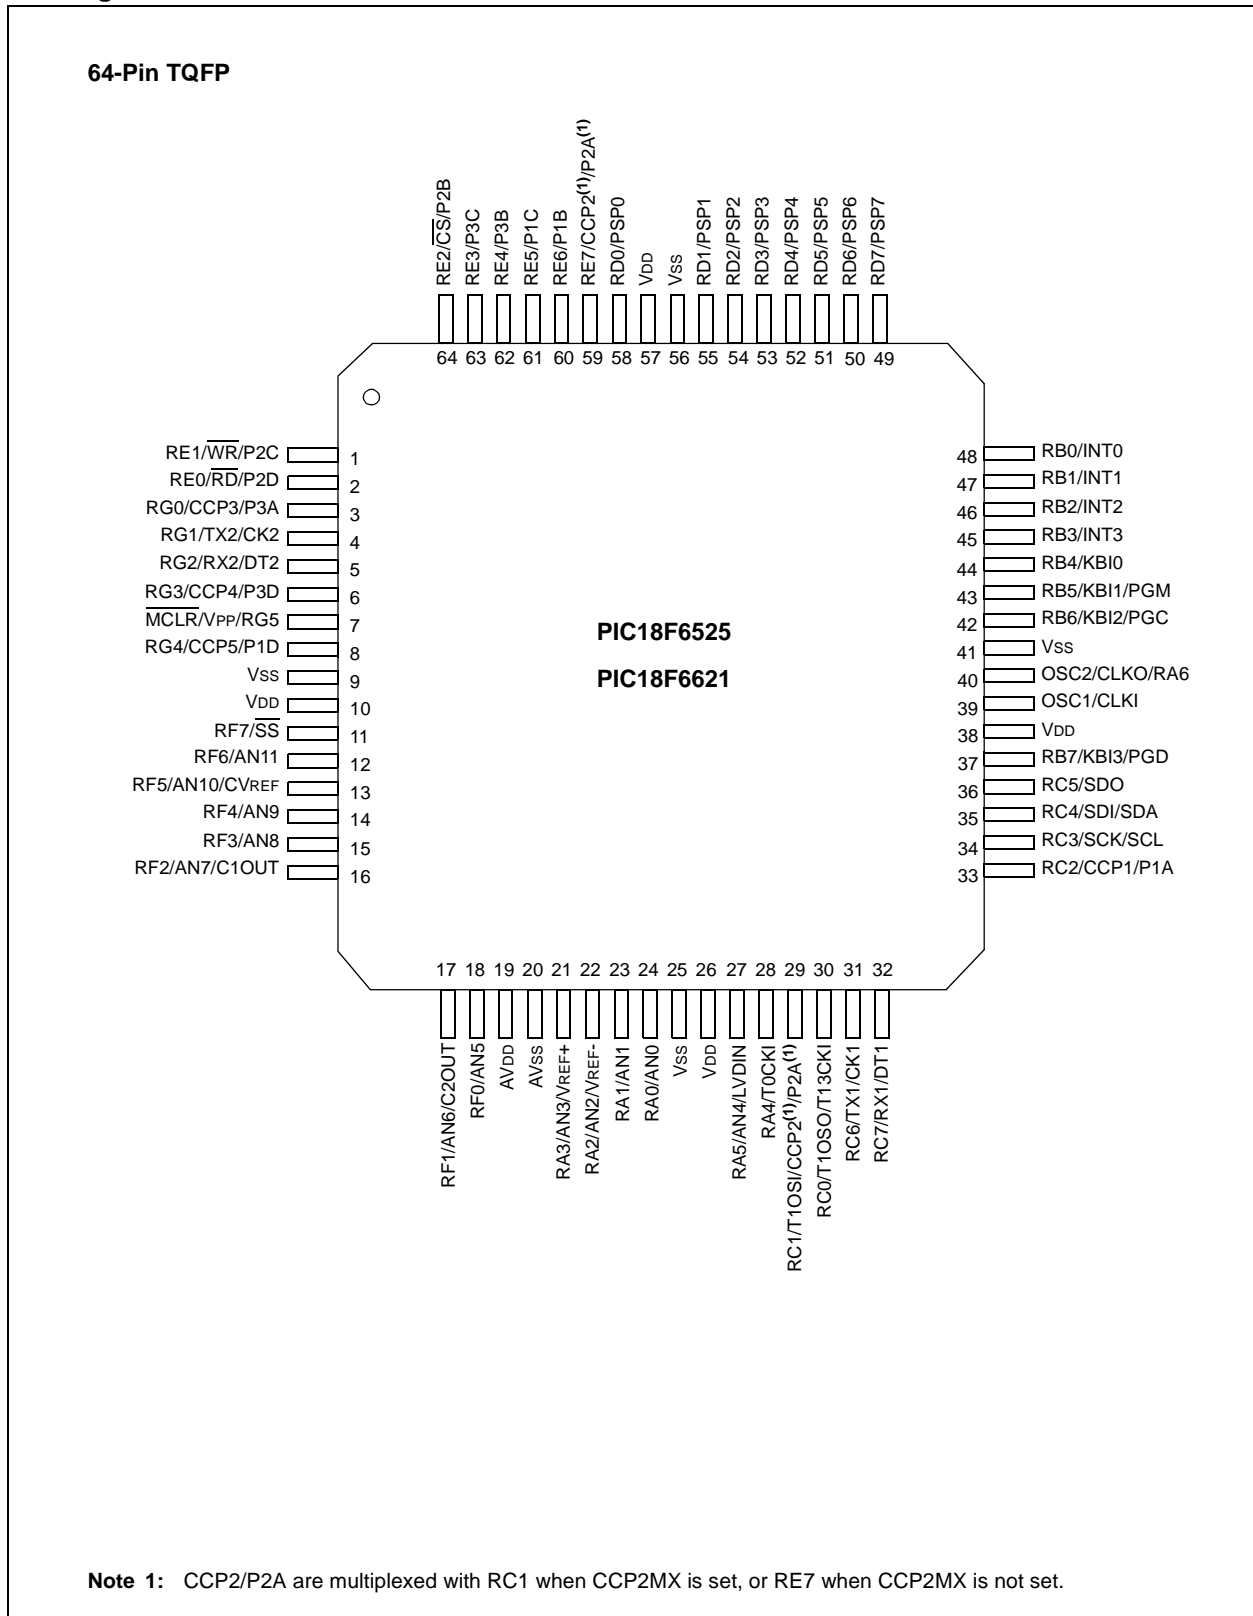 64-Pin TQFP
RE2/CS/P2B
RE3/P3C
RE4/P3B
RE5/P1C
RE6/P1B
RE7/CCP2(1)/P2A(1)
RD0/PSP0
VDD
VSS
RD1/PSP1
RD2/PSP2
RD3/PSP3
RD4/PSP4
RD5/PSP5
RD6/PSP6
RD7/PSP7
64 63 62 61 60 59 58 57 56 55 54 53 52 51 50 49
RE1/WR/P2C 1
RE0/RD/P2D 2
RG0/CCP3/P3A 3
RG1/TX2/CK2 4
RG2/RX2/DT2 5
RG3/CCP4/P3D 6
MCLR/VPP/RG5 7
RG4/CCP5/P1D 8
VSS 9
VDD 10
RF7/SS 11
RF6/AN11 12
RF5/AN10/CVREF 13
RF4/AN9 14
RF3/AN8 15
RF2/AN7/C1OUT 16
PIC18F6525
PIC18F6621
48 RB0/INT0
47 RB1/INT1
46 RB2/INT2
45 RB3/INT3
44 RB4/KBI0
43 RB5/KBI1/PGM
42 RB6/KBI2/PGC
41 VSS
40 OSC2/CLKO/RA6
39 OSC1/CLKI
38 VDD
37 RB7/KBI3/PGD
36 RC5/SDO
35 RC4/SDI/SDA
34 RC3/SCK/SCL
33 RC2/CCP1/P1A
17 18 19 20 21 22 23 24 25 26 27 28 29 30 31 32
RF1/AN6/C2OUT
RF0/AN5
AVDD
AVSS
RA3/AN3/VREF+
RA2/AN2/VREF-
RA1/AN1
RA0/AN0
VSS
VDD
RA5/AN4/LVDIN
RA4/T0CKI
RC1/T1OSI/CCP2(1)/P2A(1)
RC0/T1OSO/T13CKI
RC6/TX1/CK1
RC7/RX1/DT1
Note 1: CCP2/P2A are multiplexed with RC1 when CCP2MX is set, or RE7 when CCP2MX is not set.